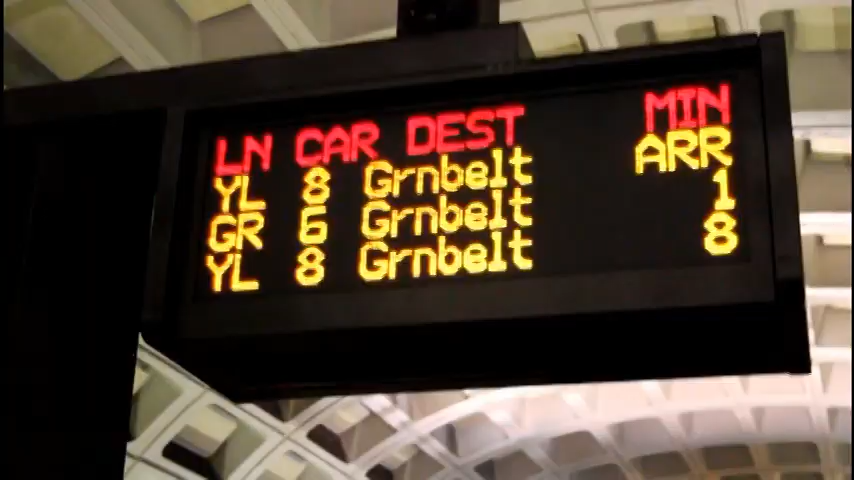 LN CAR DEST MIN
YL 8 Grnbelt ARR
GR 6 Grnbelt 1
YL 8 Grnbelt 8